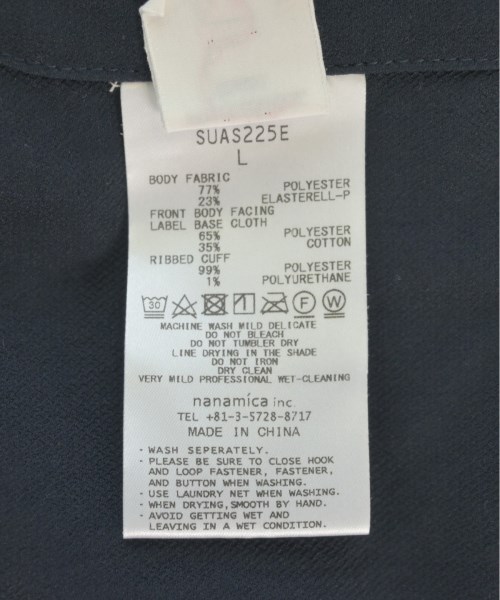 SUAS225E
L
BODY FABRIC
77% POLYESTER
23% ELASTERELL-P
FRONT BODY FACING
LABEL BASE CLOTH
65% POLYESTER
35% COTTON
RIBBED CUFF
99% POLYESTER
1% POLYURETHANE
30 F W
MACHINE WASH MILD DELICATE
DO NOT BLEACH
DO NOT TUMBLER DRY
LINE DRYING IN THE SHADE
DO NOT IRON
DRY CLEAN
VERY MILD PROFESSIONAL WET-CLEANING
nanamica inc.
TEL +81-3-5728-8717
MADE IN CHINA
· WASH SEPERATELY.
· PLEASE BE SURE TO CLOSE HOOK
AND LOOP FASTENER, FASTENER,
AND BUTTON WHEN WASHING.
· USE LAUNDRY NET WHEN WASHING.
· WHEN DRYING,SMOOTH BY HAND.
· AVOID GETTING WET AND
LEAVING IN A WET CONDITION.